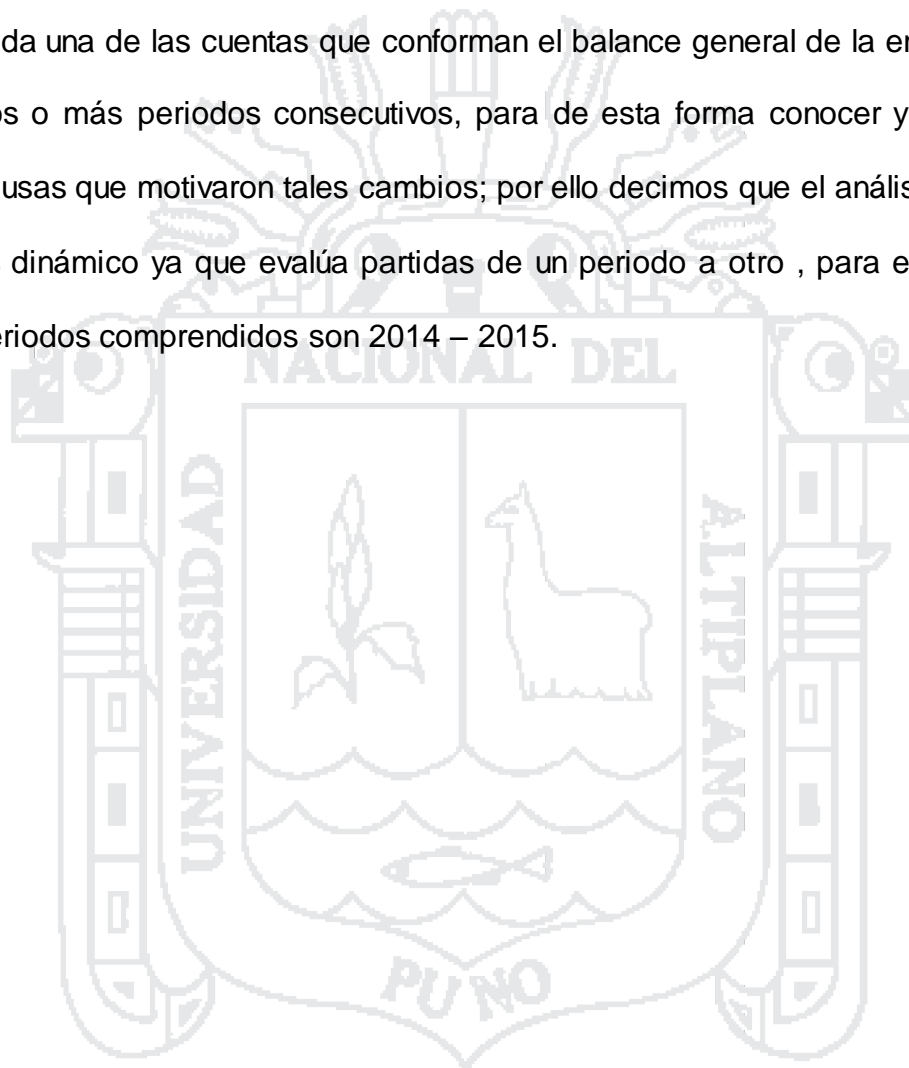 da una de las cuentas que conforman el balance general de la
os o más periodos consecutivos, para de esta forma conocer y
usas que motivaron tales cambios; por ello decimos que el
dinámico ya que evalúa partidas de un periodo a otro , para
eriodos comprendidos son 2014 – 2015.
NACIONAL DEL
UNIVERSIDAD
ALTIPLANO
PUNO